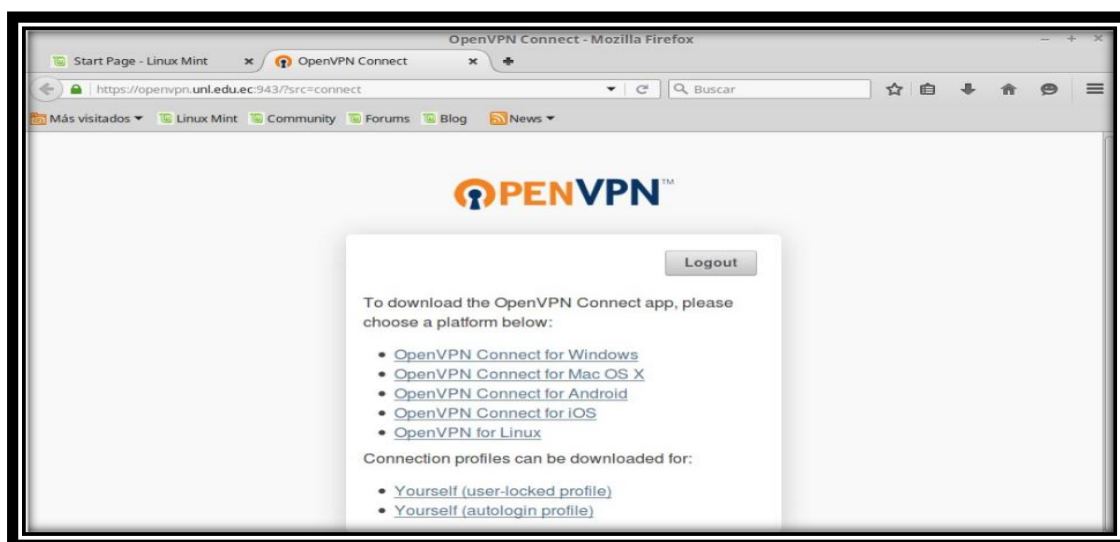 OpenVPN Connect - Mozilla Firefox
Start Page - Linux Mint
OpenVPN Connect
https://openvpn.unl.edu.ec:943/?src=connect
Buscar
Más visitados
Linux Mint
Community
Forums
Blog
News
OPENVPN™
Logout
To download the OpenVPN Connect app, please
choose a platform below:
• OpenVPN Connect for Windows
• OpenVPN Connect for Mac OS X
• OpenVPN Connect for Android
• OpenVPN Connect for iOS
• OpenVPN for Linux
Connection profiles can be downloaded for:
• Yourself (user-locked profile)
• Yourself (autologin profile)